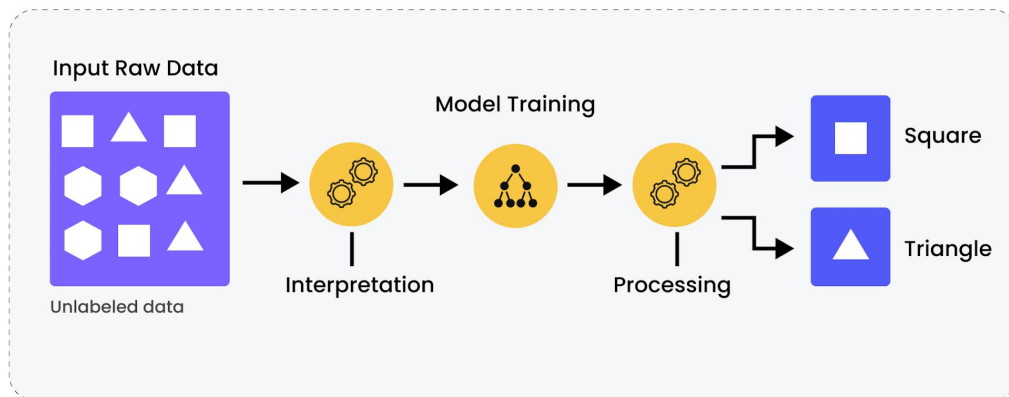 Input Raw Data
Model Training
Square
Triangle
Interpretation
Processing
Unlabeled data